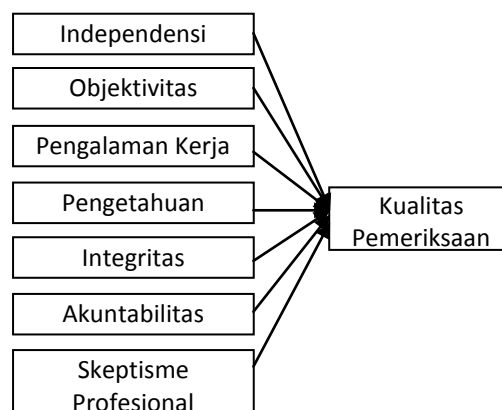 Independensi
Objektivitas
Pengalaman Kerja
Pengetahuan
Kualitas
Pemeriksaan
Integritas
Akuntabilitas
Skeptisme
Profesional